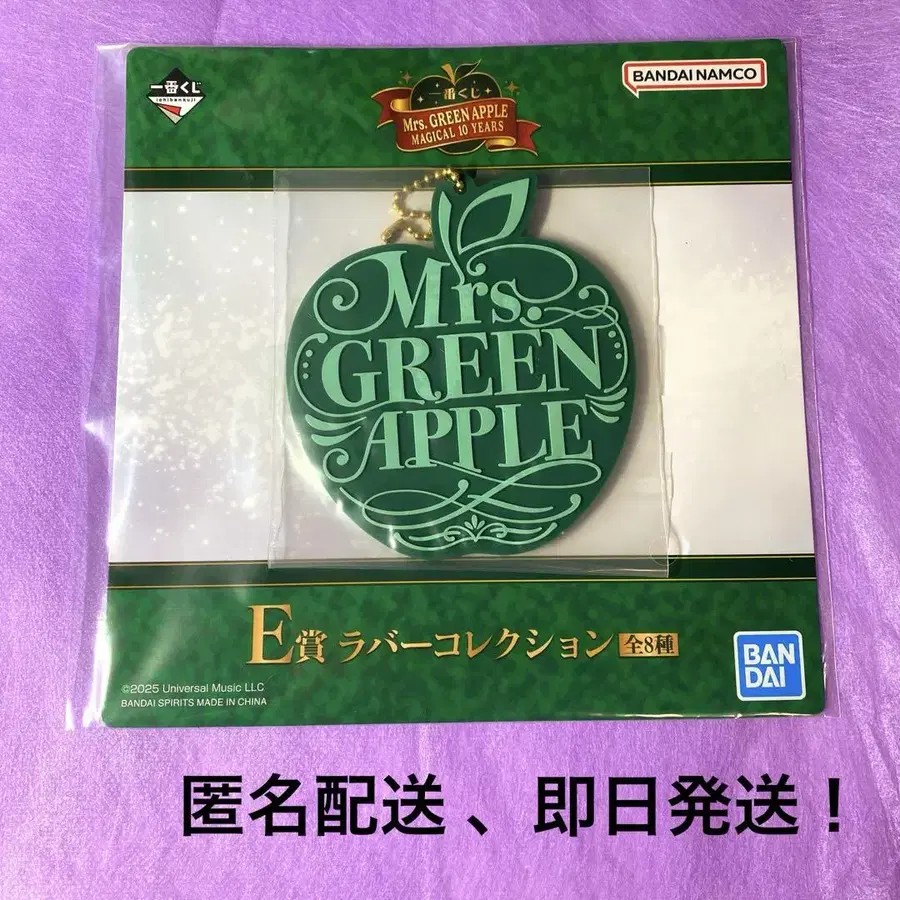 一番くじ
ichibankuji
一番くじ
Mrs. GREEN APPLE
MAGICAL 10 YEARS
BANDAI NAMCO
Mrs.
GREEN
APPLE
E賞 ラバーコレクション 全8種
©2025 Universal Music LLC
BANDAI SPIRITS MADE IN CHINA
BAN
DAI
匿名配送、即日発送！